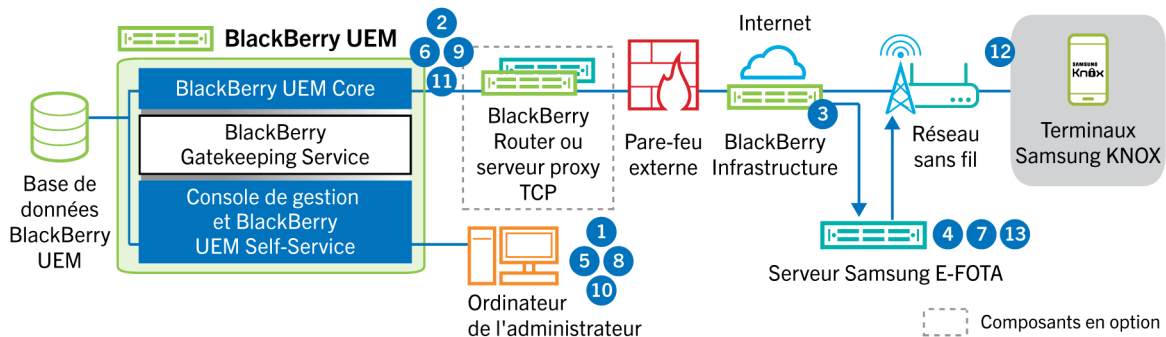 BlackBerry UEM
2
6
9
11
BlackBerry UEM Core
BlackBerry
Gatekeeping Service
Console de gestion
et BlackBerry
UEM Self-Service
Base de
données
BlackBerry
UEM
BlackBerry
Router ou
serveur proxy
TCP
Pare-feu
externe
Internet
BlackBerry
Infrastructure
3
Réseau
sans fil
12
SAMSUNG
Knox
Terminaux
Samsung KNOX
1
5
8
10
Ordinateur
de l'administrateur
4
7
13
Serveur Samsung E-FOTA
Composants en option